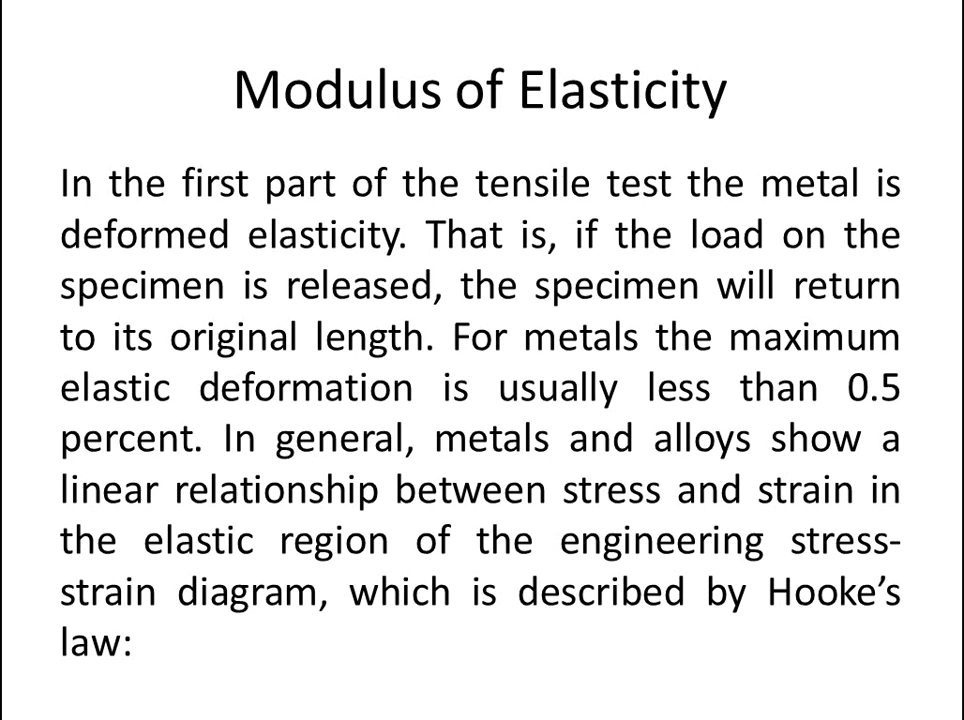 Modulus of Elasticity
In the first part of the tensile test the metal is
deformed elasticity. That is, if the load on the
specimen is released, the specimen will return
to its original length. For metals the maximum
elastic deformation is usually less than 0.5
percent. In general, metals and alloys show a
linear relationship between stress and strain in
the elastic region of the engineering stress-
strain diagram, which is described by Hooke’s
law: